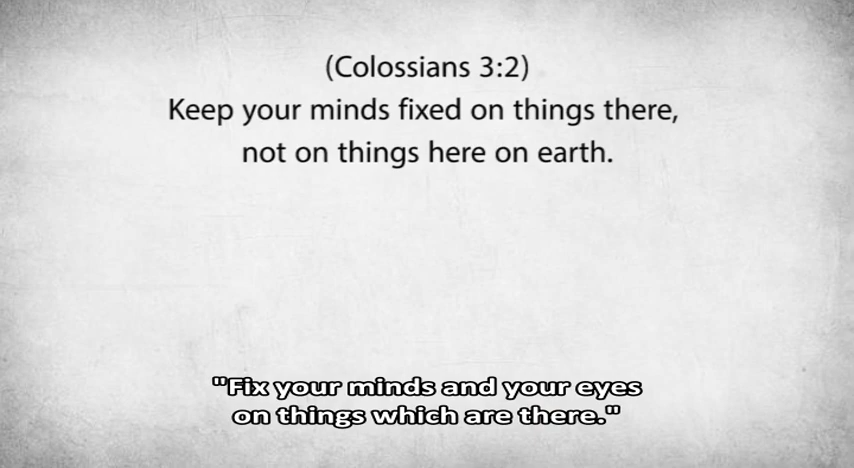 (Colossians 3:2)
Keep your minds fixed on things there,
not on things here on earth.
"Fix your minds and your eyes
on things which are there."